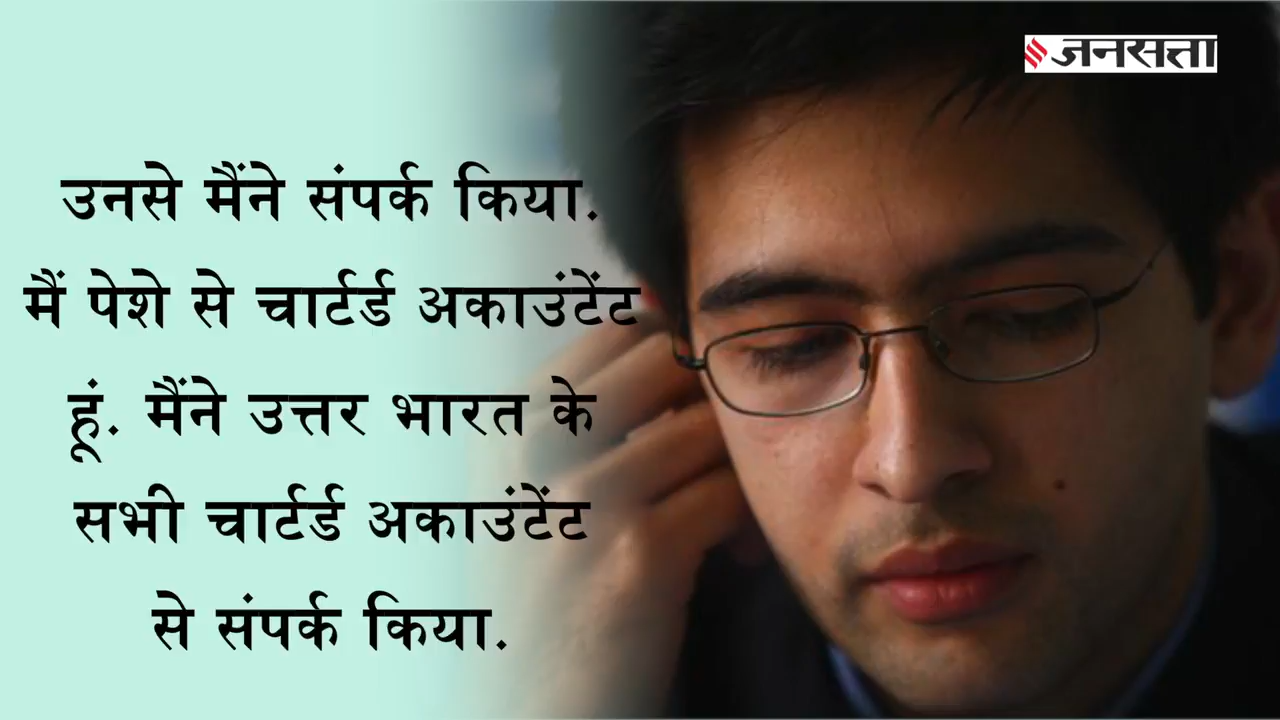 जनसत्ता
उनसे मैंने संपर्क किया.
मैं पेशे से चार्टर्ड अकाउंटेंट
हूं. मैंने उत्तर भारत के
सभी चार्टर्ड अकाउंटेंट
से संपर्क किया.